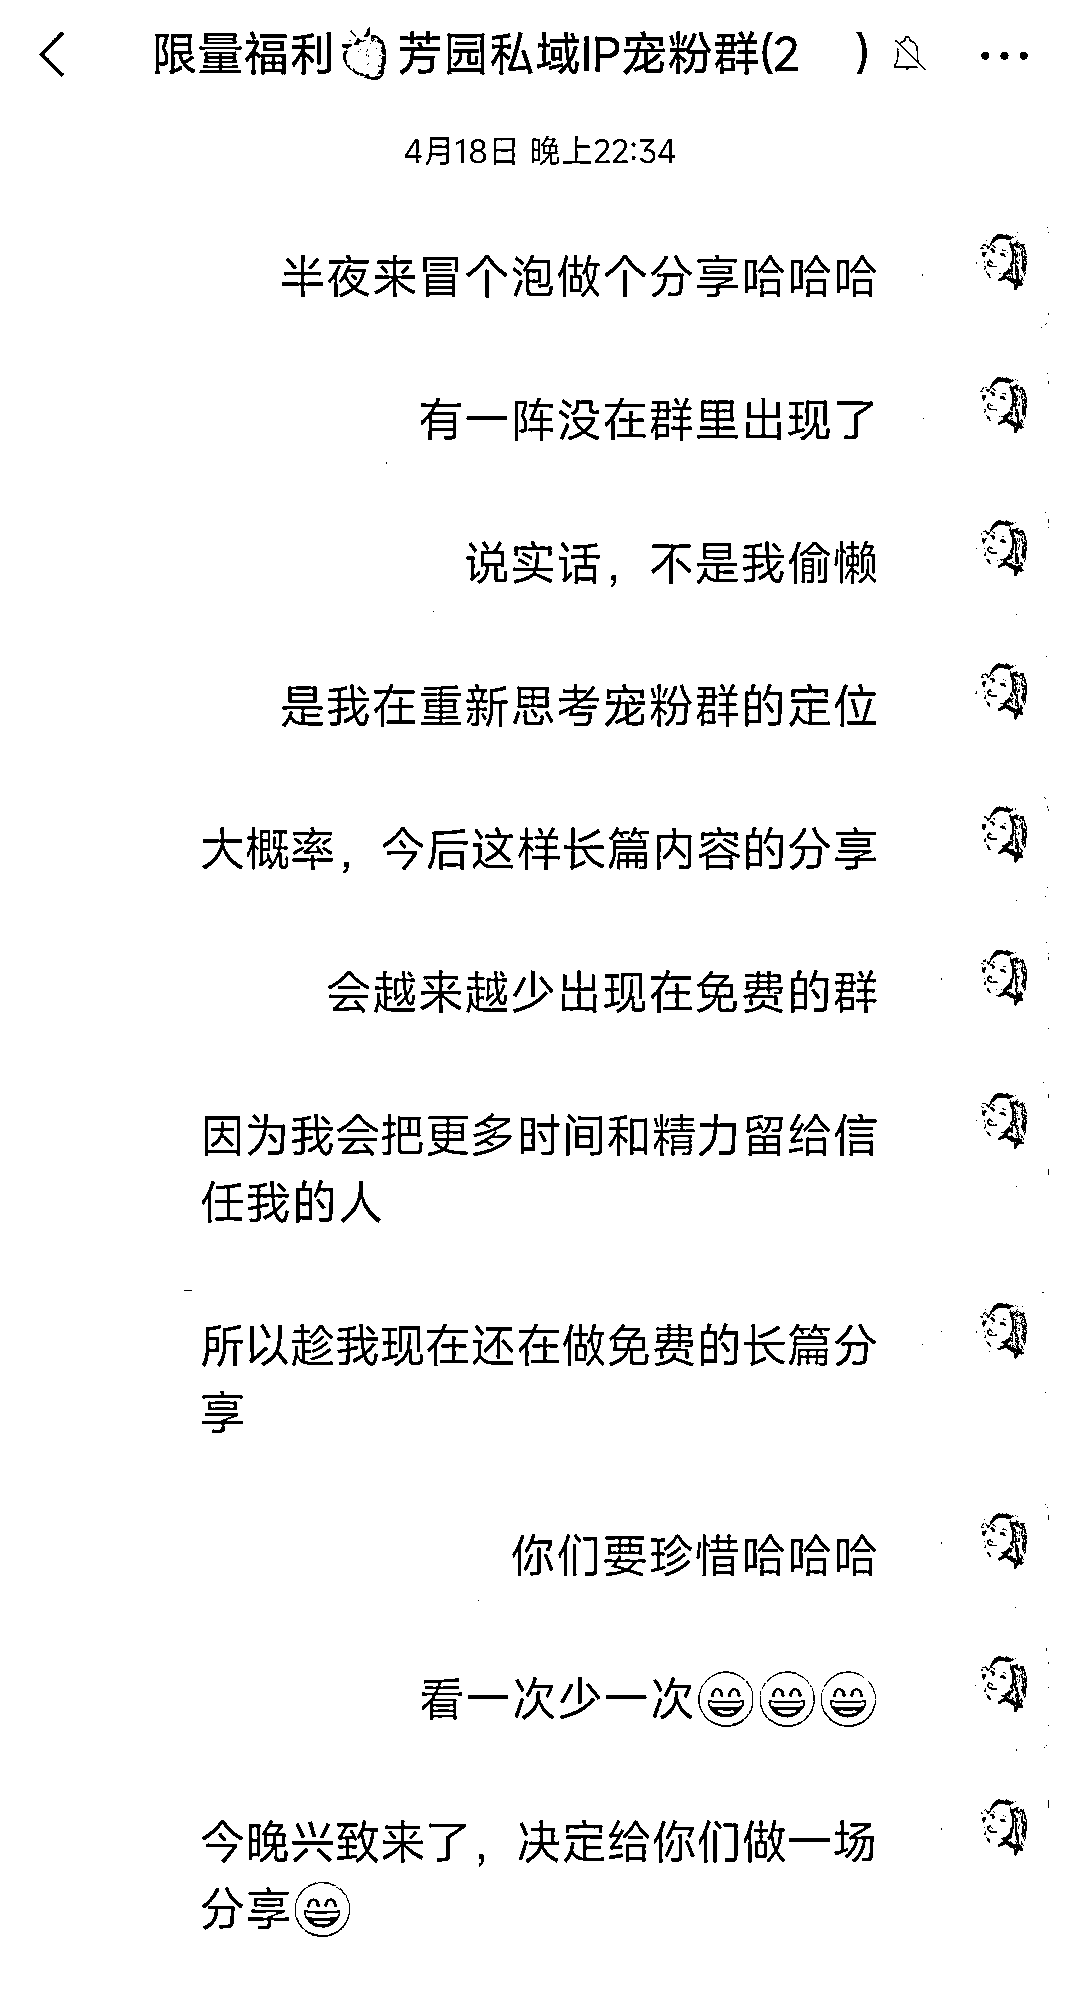 限量福利🍓芳园私域IP宠粉群(2 )
4月18日 晚上22:34
半夜来冒个泡做个分享哈哈哈
有一阵没在群里出现了
说实话，不是我偷懒
是我在重新思考宠粉群的定位
大概率，今后这样长篇内容的分享
会越来越少出现在免费的群
因为我会把更多时间和精力留给信
任我的人
所以趁我现在还在做免费的长篇分
享
你们要珍惜哈哈哈
看一次少一次😄😄😄
今晚兴致来了，决定给你们做一场
分享😄